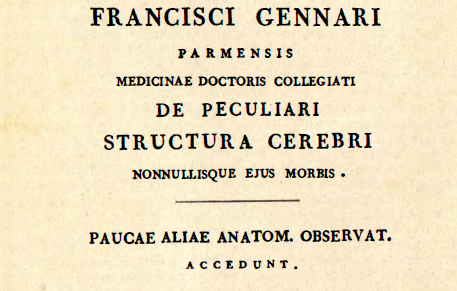 FRANCISCI GENNARI
PARMENSIS
MEDICINAE DOCTORIS COLLEGIATI
DE PECULIARI
STRUCTURA CEREBRI
NONNULLISQUE EJUS MORBIS .
PAUCAE ALIAE ANATOM. OBSERVAT.
ACCEDUNT .